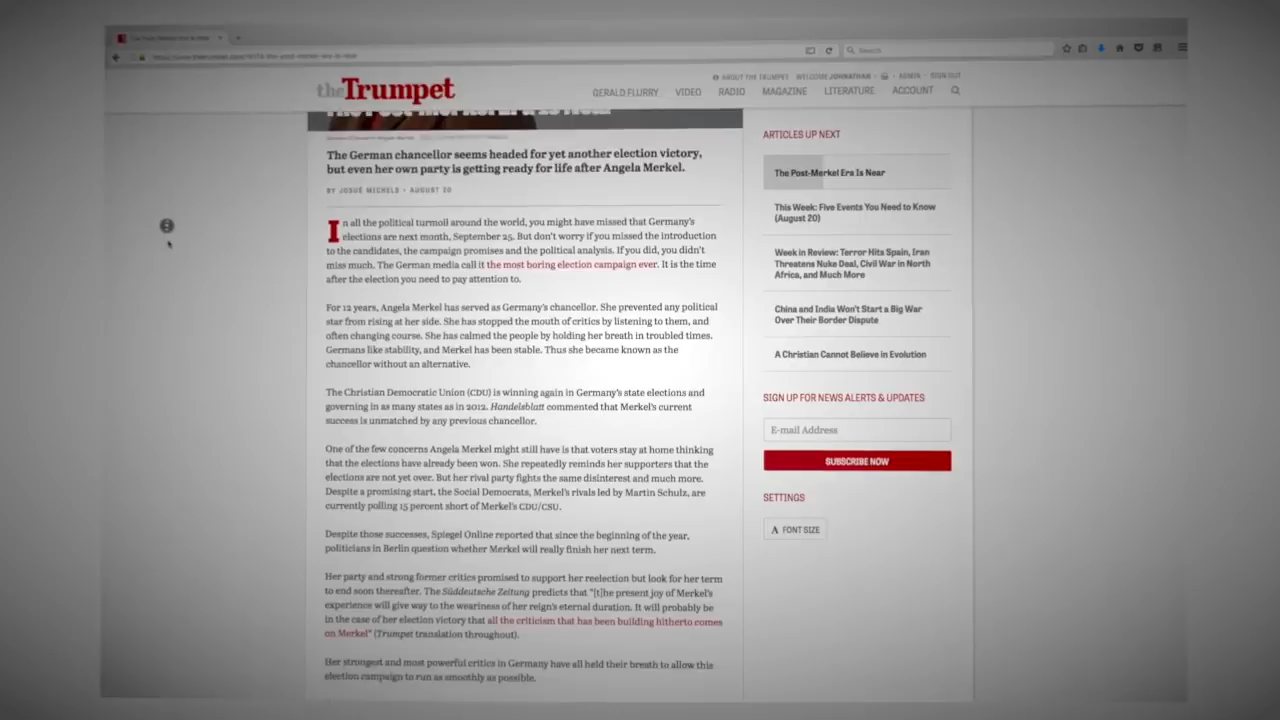 Search
theTrumpet
ABOUT THE TRUMPET WELCOME JOHNATHAN ADMIN SIGN OUT
GERALD FLURRY VIDEO RADIO MAGAZINE LITERATURE ACCOUNT
The German chancellor seems headed for yet another election victory,
but even her own party is getting ready for life after Angela Merkel.
BY JOSUÉ MICHELS • AUGUST 20
In all the political turmoil around the world, you might have missed that Germany's
elections are next month, September 25. But don't worry if you missed the introduction
to the candidates, the campaign promises and the political analysis. If you did, you didn't
miss much. The German media call it the most boring election campaign ever. It is the time
after the election you need to pay attention to.
For 12 years, Angela Merkel has served as Germany's chancellor. She prevented any political
star from rising at her side. She has stopped the mouth of critics by listening to them, and
often changing course. She has calmed the people by holding her breath in troubled times.
Germans like stability, and Merkel has been stable. Thus she became known as the
chancellor without an alternative.
The Christian Democratic Union (CDU) is winning again in Germany's state elections and
governing in as many states as in 2012. Handelsblatt commented that Merkel's current
success is unmatched by any previous chancellor.
One of the few concerns Angela Merkel might still have is that voters stay at home thinking
that the elections have already been won. She repeatedly reminds her supporters that the
elections are not yet over. But her rival party fights the same disinterest and much more.
Despite a promising start, the Social Democrats, Merkel's rivals led by Martin Schulz, are
currently polling 15 percent short of Merkel's CDU/CSU.
Despite those successes, Spiegel Online reported that since the beginning of the year,
politicians in Berlin question whether Merkel will really finish her next term.
Her party and strong former critics promised to support her reelection but look for her term
to end soon thereafter. The Süddeutsche Zeitung predicts that "[t]he present joy of Merkel's
experience will give way to the weariness of her reign's eternal duration. It will probably be
in the case of her election victory that all the criticism that has been building hitherto comes
on Merkel" (Trumpet translation throughout).
Her strongest and most powerful critics in Germany have all held their breath to allow this
election campaign to run as smoothly as possible.
ARTICLES UP NEXT
The Post-Merkel Era Is Near
This Week: Five Events You Need to Know
(August 20)
Week in Review: Terror Hits Spain, Iran
Threatens Nuke Deal, Civil War in North
Africa, and Much More
China and India Won't Start a Big War
Over Their Border Dispute
A Christian Cannot Believe in Evolution
SIGN UP FOR NEWS ALERTS & UPDATES
E-mail Address
SUBSCRIBE NOW
SETTINGS
A FONT SIZE